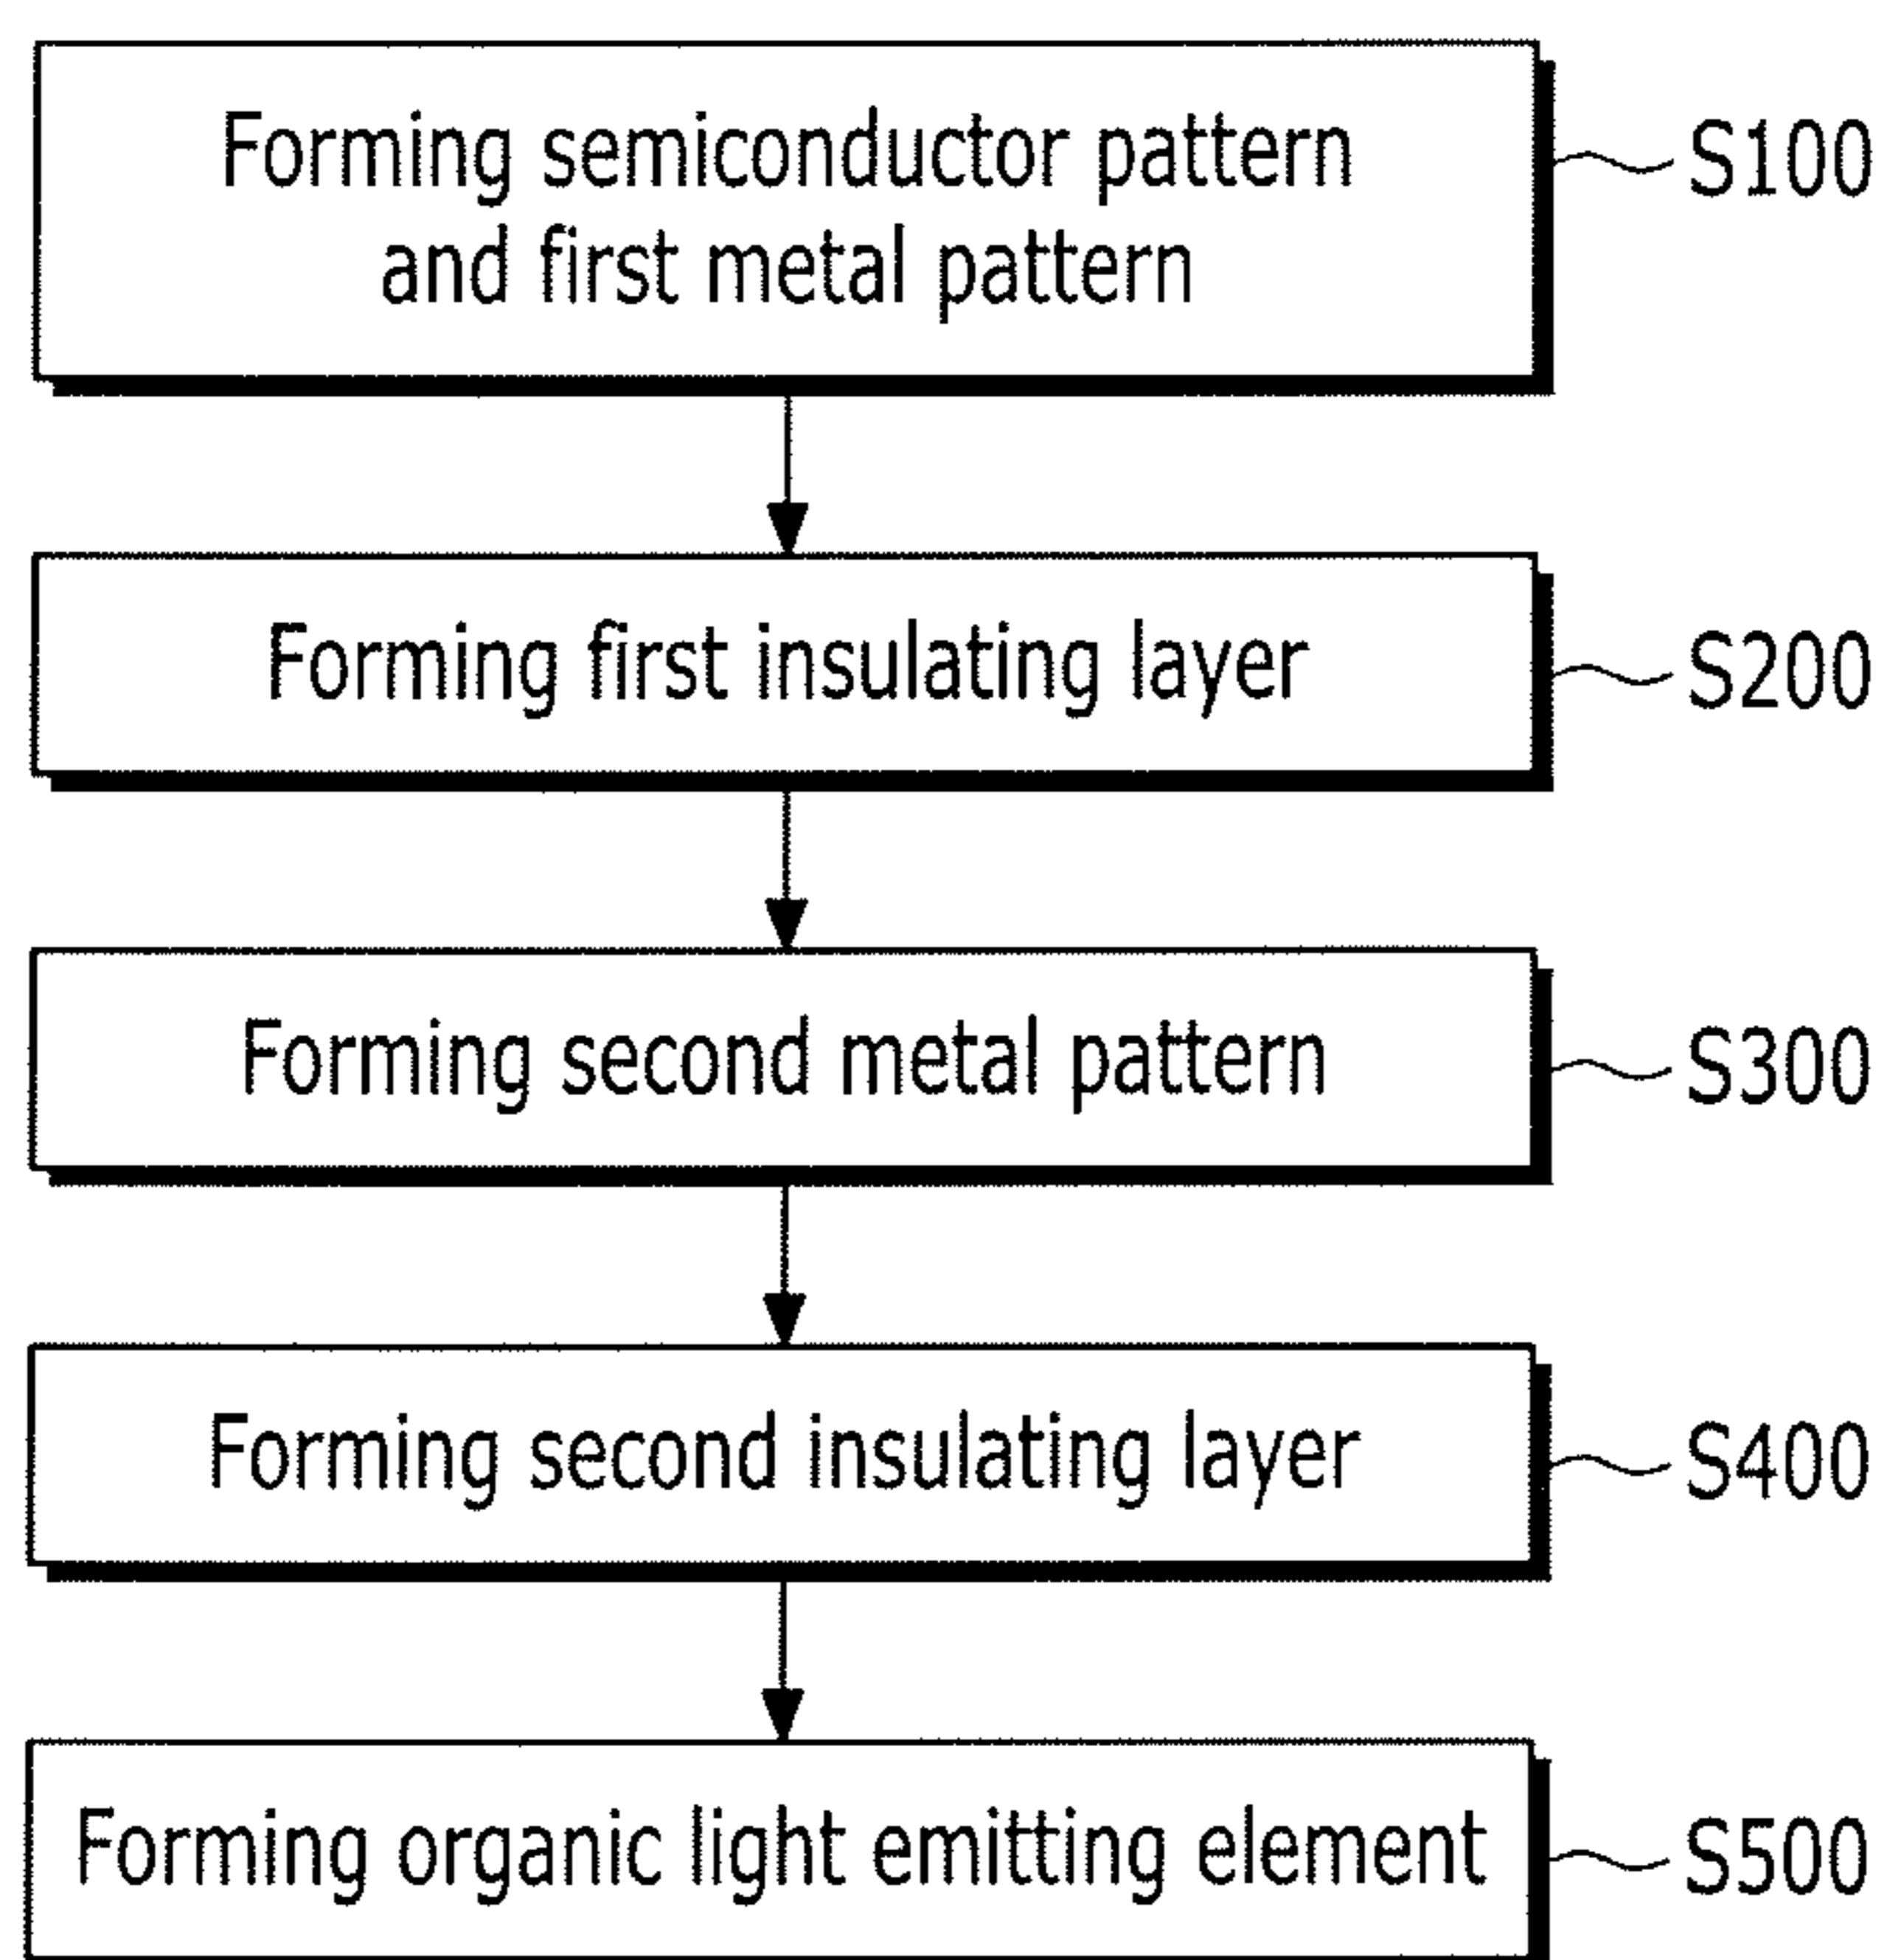 Forming semiconductor pattern
and first metal pattern
S100
Forming first insulating layer
S200
Forming second metal pattern
S300
Forming second insulating layer
S400
Forming organic light emitting element
S500